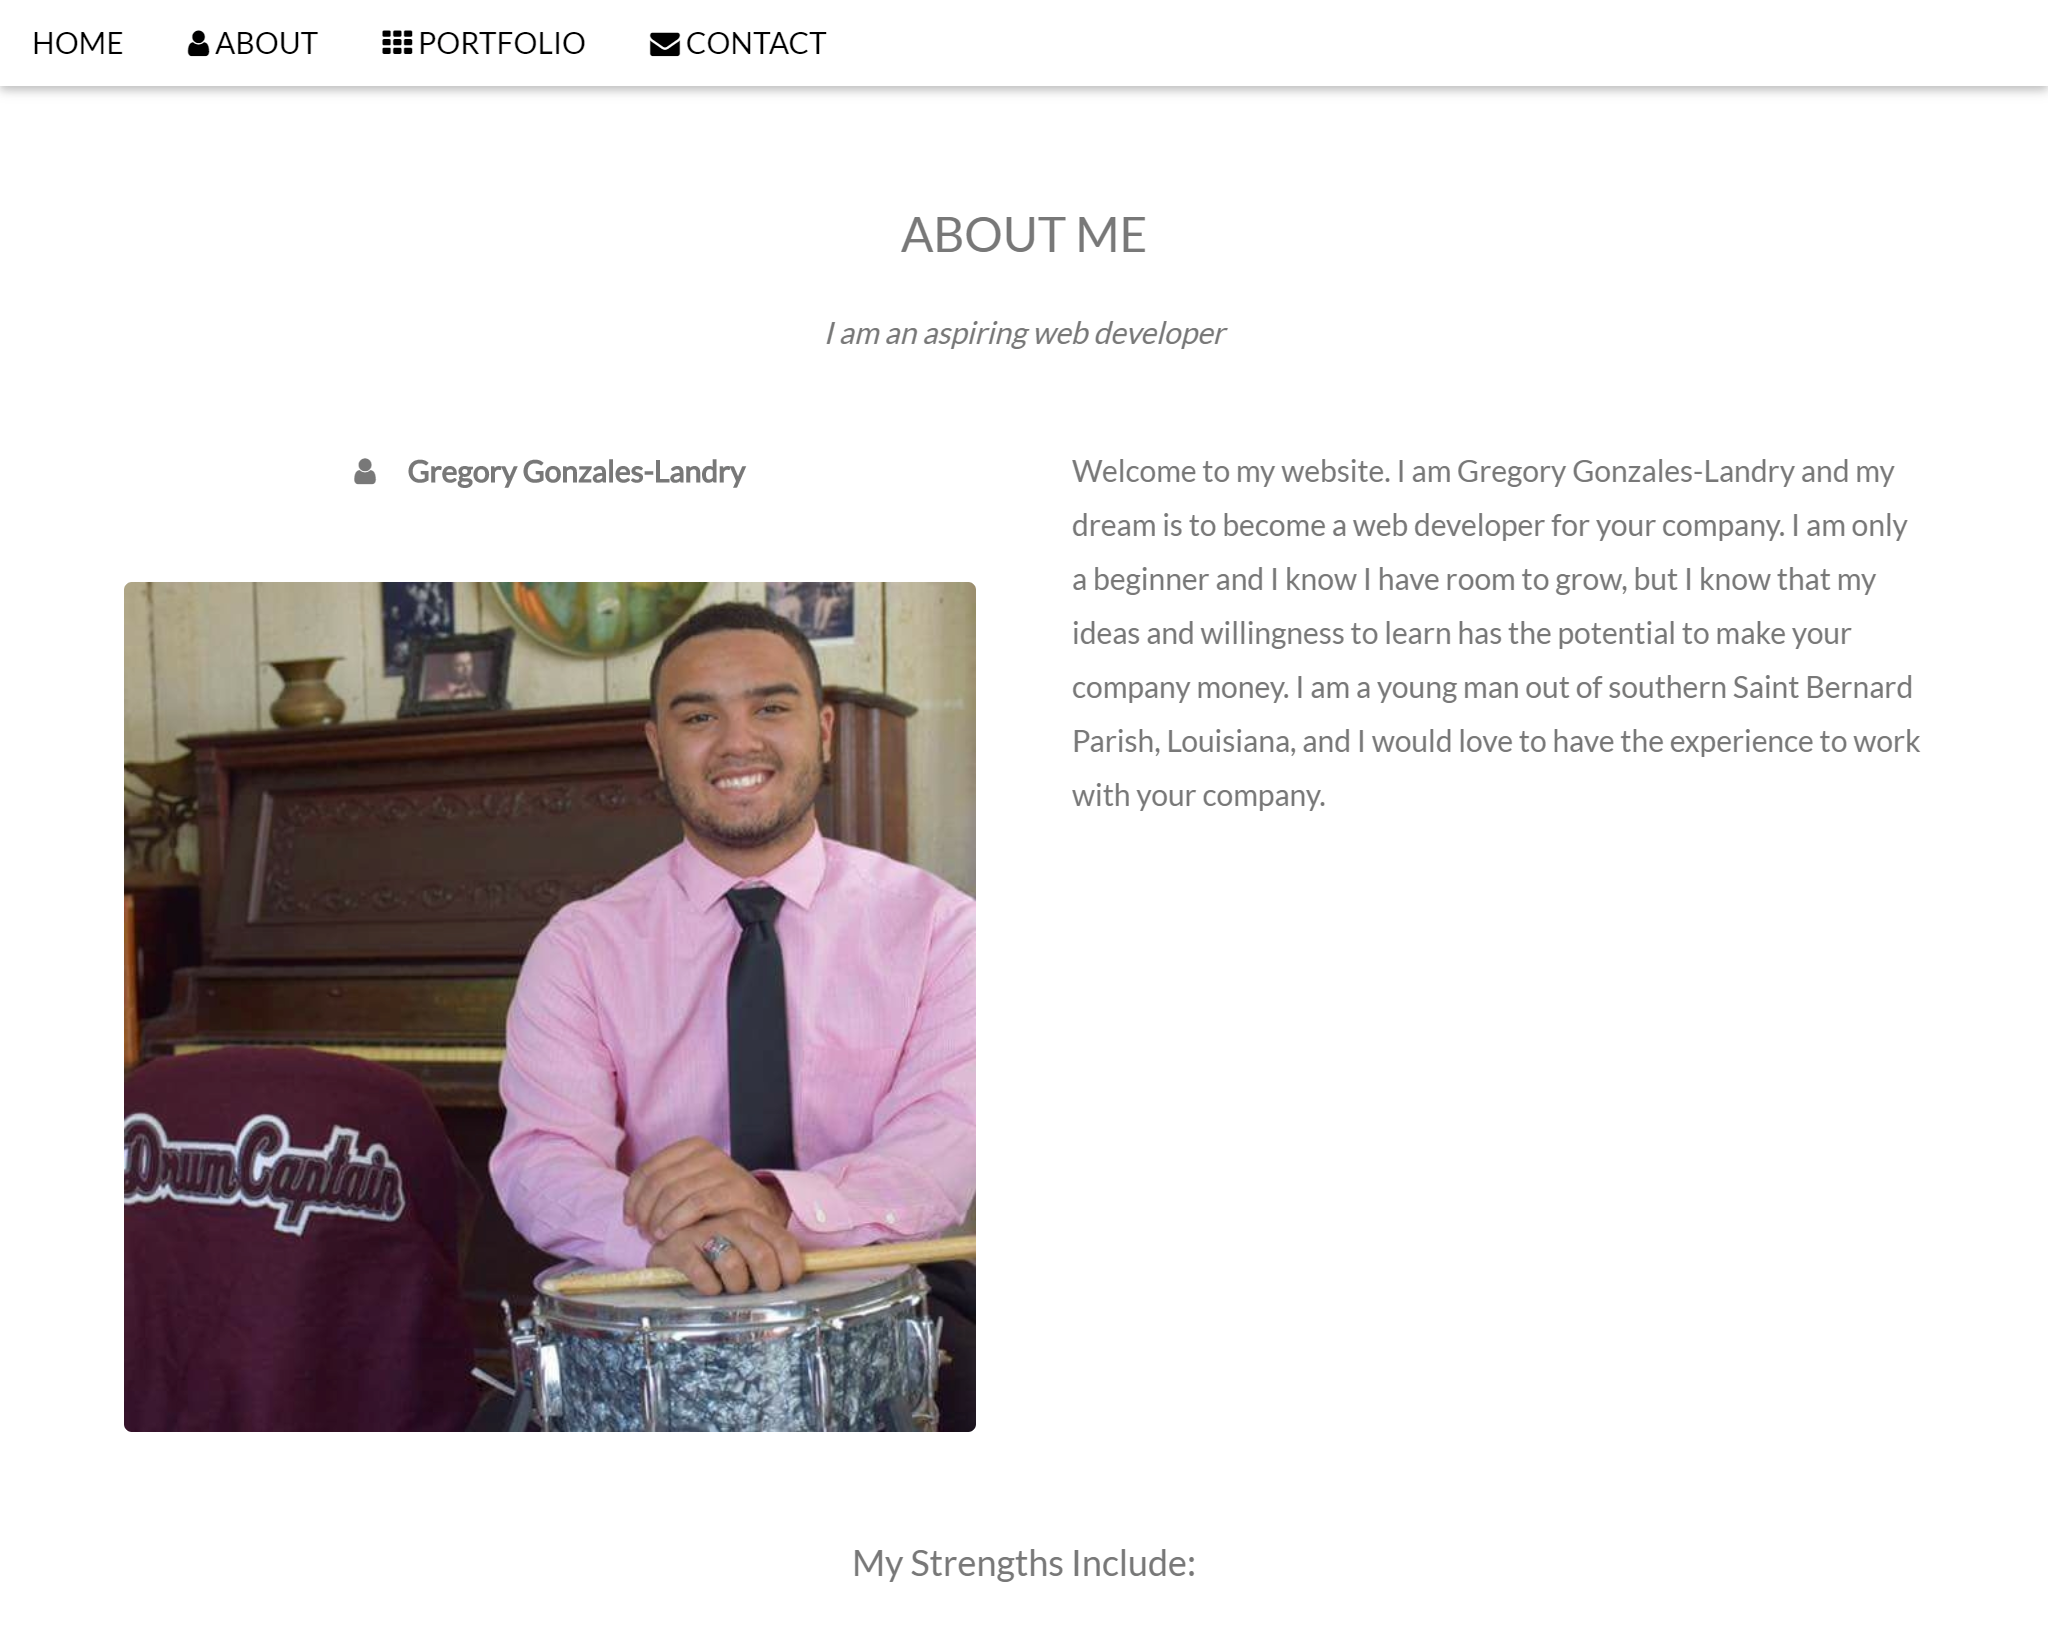 HOME
ABOUT
PORTFOLIO
CONTACT
ABOUT ME
I am an aspiring web developer
Gregory Gonzales-Landry
Welcome to my website. I am Gregory Gonzales-Landry and my
dream is to become a web developer for your company. I am only
a beginner and I know I have room to grow, but I know that my
ideas and willingness to learn has the potential to make your
company money. I am a young man out of southern Saint Bernard
Parish, Louisiana, and I would love to have the experience to work
with your company.
Drum Captain
My Strengths Include: